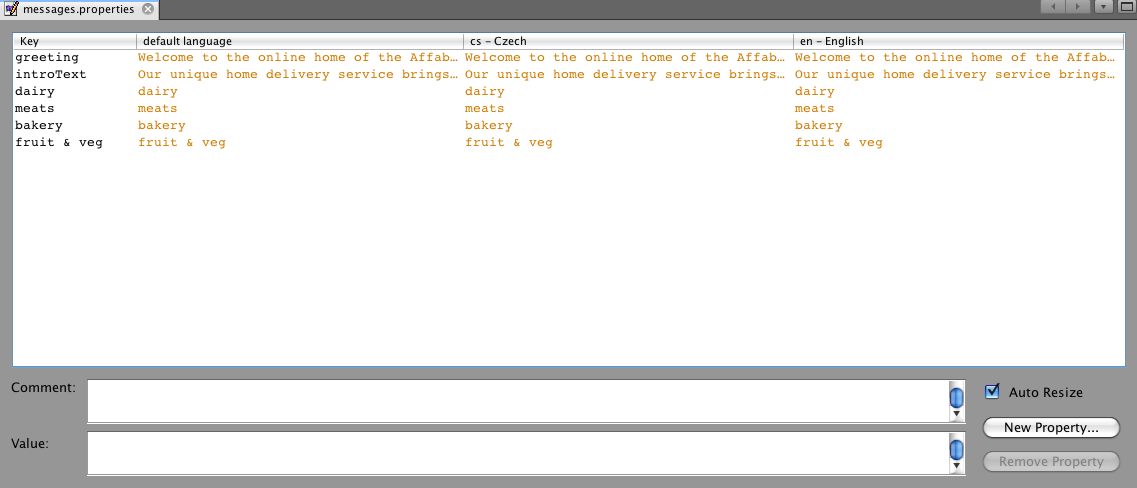 messages.properties
Key default language cs - Czech en - English
greeting Welcome to the online home of the Affab… Welcome to the online home of the Affab… Welcome to the online home of the Affab…
introText Our unique home delivery service brings… Our unique home delivery service brings… Our unique home delivery service brings…
dairy dairy dairy dairy
meats meats meats meats
bakery bakery bakery bakery
fruit & veg fruit & veg fruit & veg fruit & veg
Comment:
Auto Resize
New Property...
Value:
Remove Property